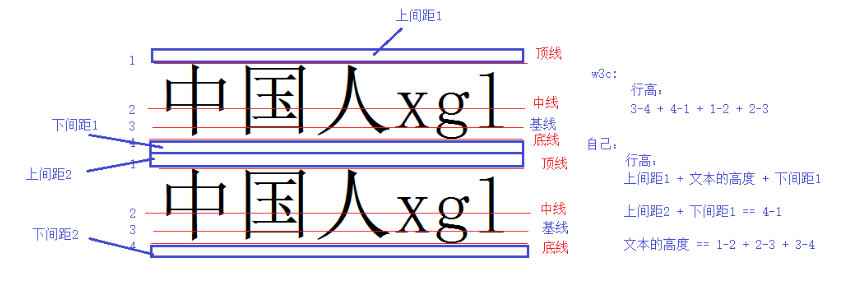 上间距1
1
顶线
中国人xgl
2
中线
3
基线
下间距1
4
底线
上间距2
1
顶线
中国人xgl
2
中线
3
基线
下间距2
4
底线
w3c:
行高:
3-4 + 4-1 + 1-2 + 2-3
自己:
行高:
上间距1 + 文本的高度 + 下间距1
上间距2 + 下间距1 == 4-1
文本的高度 == 1-2 + 2-3 + 3-4